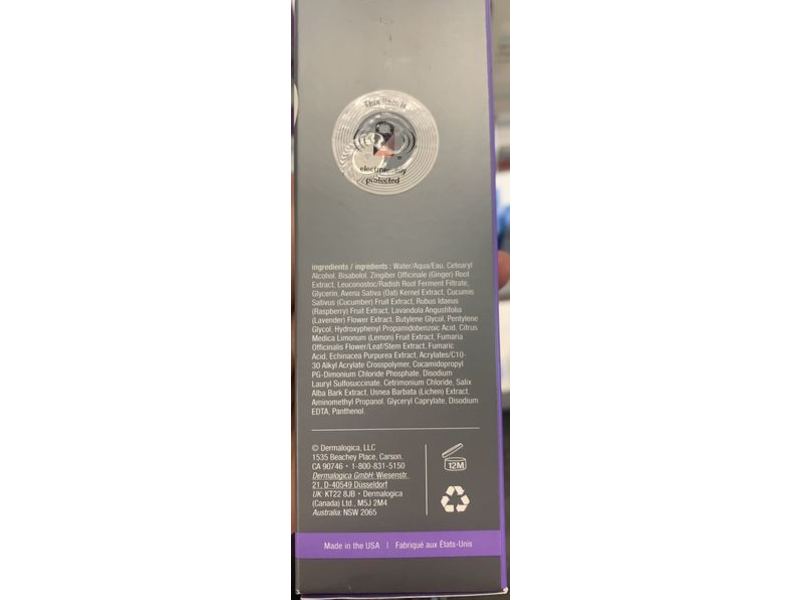 This item is
electronically
protected
ingredients / ingrédients : Water/Aqua/Eau, Cetearyl
Alcohol, Bisabolol, Zingiber Officinale (Ginger) Root
Extract, Leuconostoc/Radish Root Ferment Filtrate,
Glycerin, Avena Sativa (Oat) Kernel Extract, Cucumis
Sativus (Cucumber) Fruit Extract, Rubus Idaeus
(Raspberry) Fruit Extract, Lavandula Angustifolia
(Lavender) Flower Extract, Butylene Glycol, Pentylene
Glycol, Hydroxyphenyl Propamidobenzoic Acid, Citrus
Medica Limonum (Lemon) Fruit Extract, Fumaria
Officinalis Flower/Leaf/Stem Extract, Fumaric
Acid, Echinacea Purpurea Extract, Acrylates/C10-
30 Alkyl Acrylate Crosspolymer, Cocamidopropyl
PG-Dimonium Chloride Phosphate, Disodium
Lauryl Sulfosuccinate, Cetrimonium Chloride, Salix
Alba Bark Extract, Usnea Barbata (Lichen) Extract,
Aminomethyl Propanol, Glyceryl Caprylate, Disodium
EDTA, Panthenol.
© Dermalogica, LLC
1535 Beachey Place, Carson,
CA 90746 • 1-800-831-5150
Dermalogica GmbH: Wiesenstr.
21, D-40549 Düsseldorf
UK: KT22 8JB • Dermalogica
(Canada) Ltd., M5J 2M4
Australia: NSW 2065
12M
Made in the USA | Fabriqué aux États-Unis